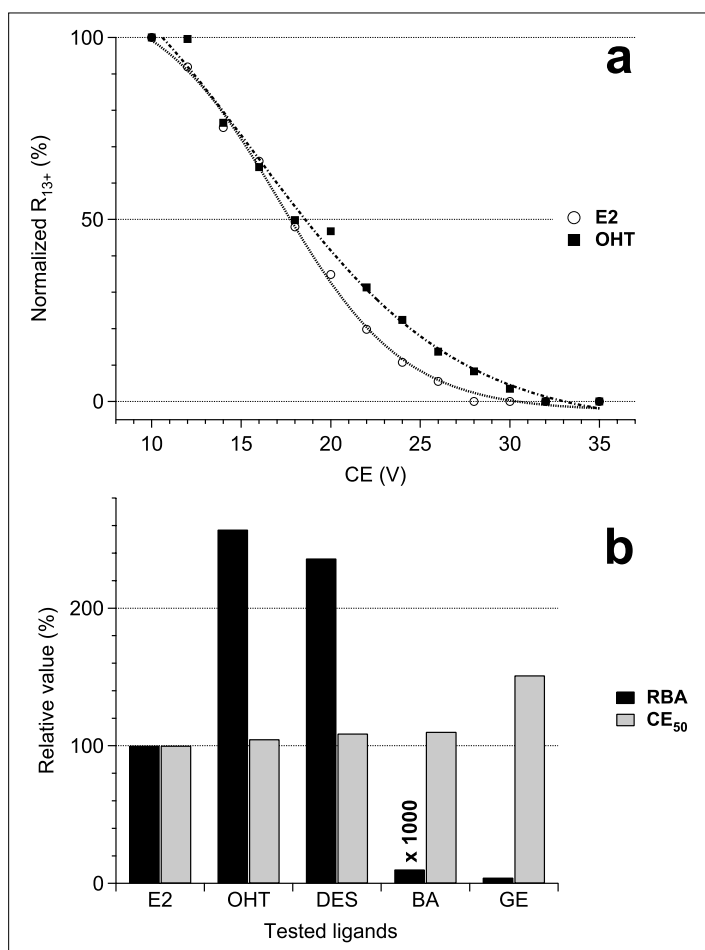 a
Normalized R13+ (%)
100
50
0
E2
OHT
10 15 20 25 30 35
CE (V)
b
Relative value (%)
200
100
0
x 1000
RBA
CE50
E2 OHT DES BA GE
Tested ligands